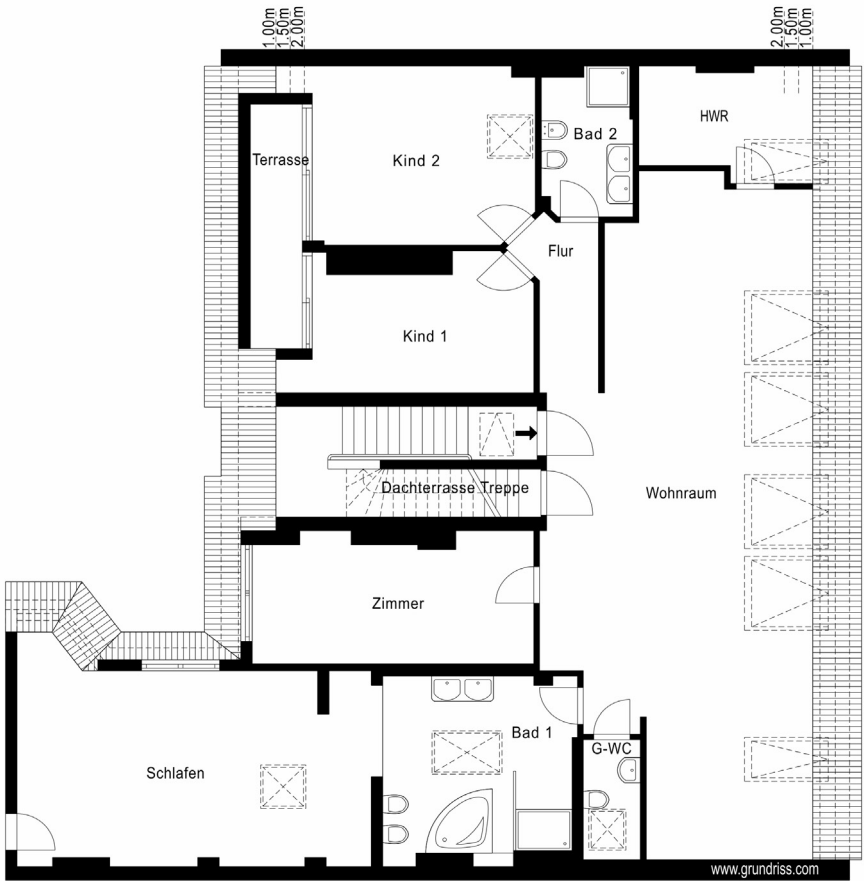 1.00m
1.50m
2.00m
2.00m
1.50m
1.00m
HWR
Bad 2
Terrasse
Kind 2
Flur
Kind 1
Dachterrasse Treppe
Wohnraum
Zimmer
Bad 1
G-WC
Schlafen
www.grundriss.com